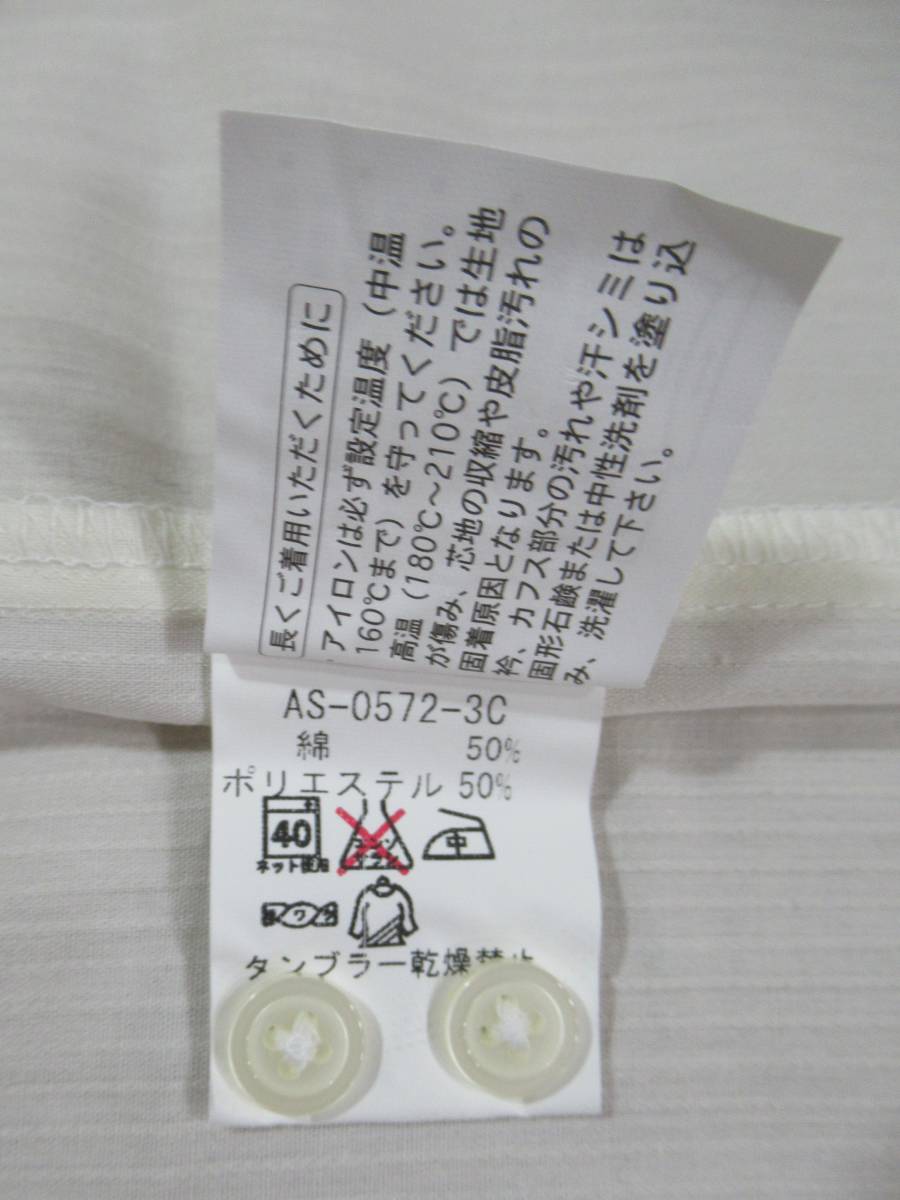 長くご着用いただくために
・アイロンは必ず設定温度(中温
160℃まで)を守ってください。
高温(180℃～210℃)では生地
が傷み、芯地の収縮や皮脂汚れの
固着原因となります。
衿、カフス部分の汚れや汗シミは
固形石鹸または中性洗剤を塗り込
み、洗濯して下さい。
AS-0572-3C
綿 50%
ポリエステル 50%
40
中
ネット使用
タンブラー乾燥禁止